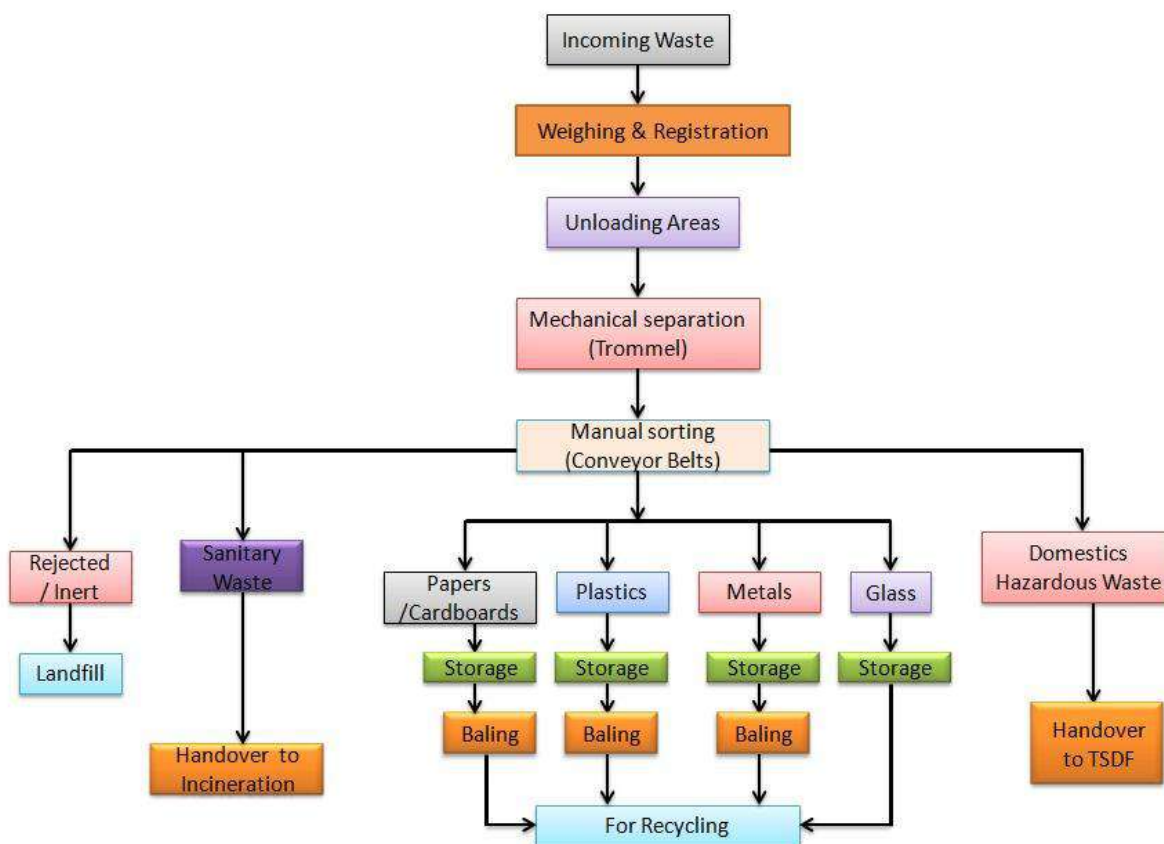 Incoming Waste
Weighing & Registration
Unloading Areas
Mechanical separation
(Trommel)
Manual sorting
(Conveyor Belts)
Rejected
/ Inert
Landfill
Sanitary
Waste
Handover to
Incineration
Papers
/Cardboards
Plastics
Metals
Glass
Storage
Storage
Storage
Storage
Baling
Baling
Baling
For Recycling
Domestics
Hazardous Waste
Handover
to TSDF